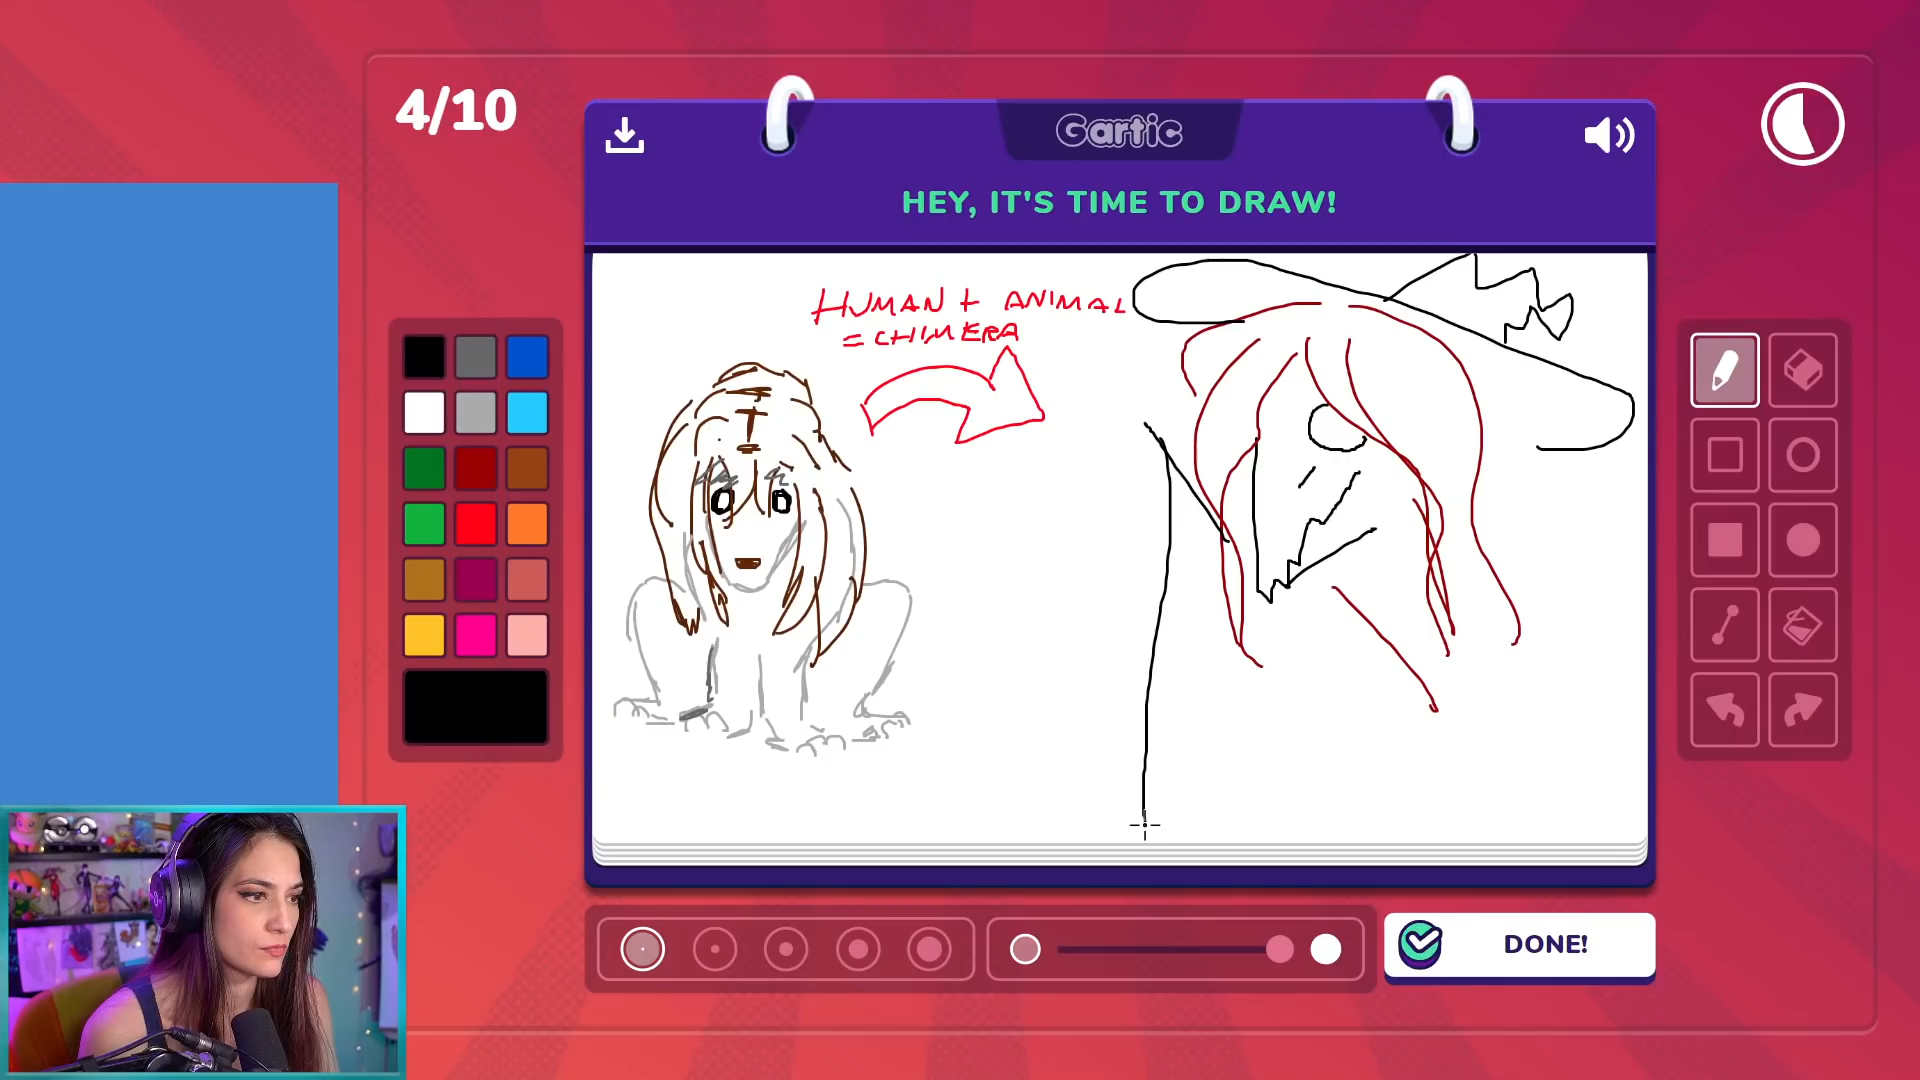 4/10
Gartic
HEY, IT'S TIME TO DRAW!
HUMAN + ANIMAL
= CHIMERA
DONE!